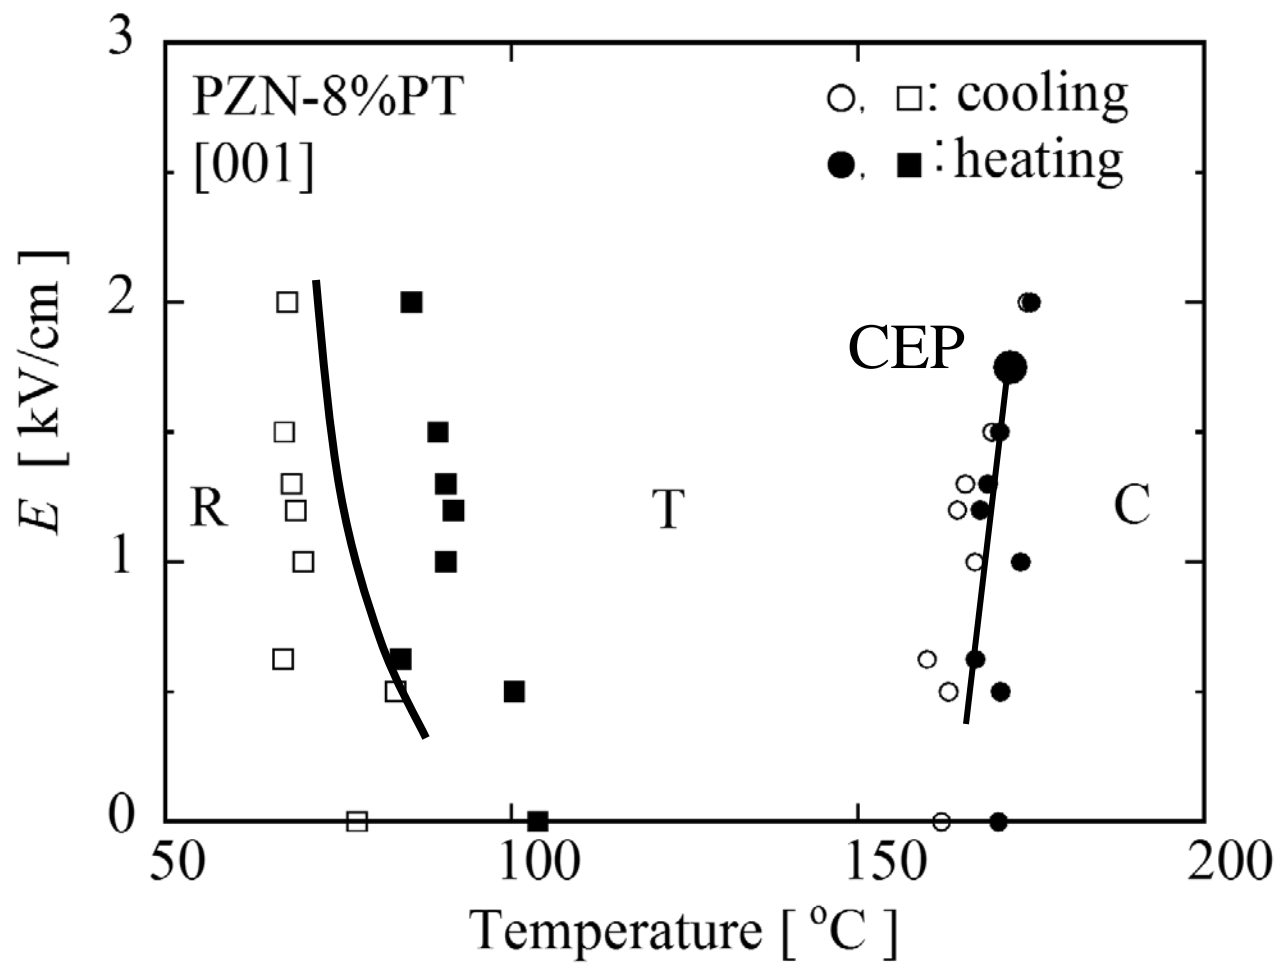 3
PZN-8%PT
[001]
○, □: cooling
●, ■: heating
2
CEP
E [ kV/cm ]
R
T
C
1
0
50
100
150
200
Temperature [ °C ]